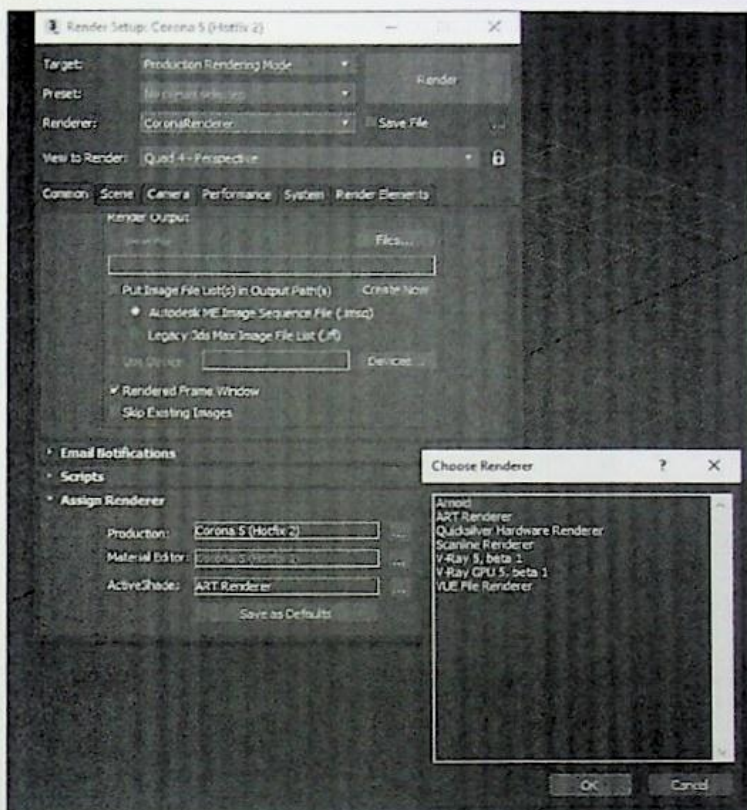 Render Setup: Corona 5 (Hotfix 2)
Target: Production Rendering Mode
Render
Preset: No preset selected
Renderer: CoronaRenderer
Save File
...
View to Render: Quad 4 - Perspective
Common Scene Camera Performance System Render Elements
Render Output
Save File
Files...
Put Image File List(s) in Output Path(s)
Create Now
Autodesk ME Image Sequence File (.imsq)
Legacy 3ds Max Image File List (.ifl)
Use Device
Devices...
Rendered Frame Window
Skip Existing Images
Email Notifications
Scripts
Assign Renderer
Production: Corona 5 (Hotfix 2) ...
Material Editor: Corona 5 (Hotfix 2) ...
ActiveShade: ART Renderer ...
Save as Defaults
Choose Renderer ?
Arnold
ART Renderer
Quicksilver Hardware Renderer
Scanline Renderer
V-Ray 5, beta 1
V-Ray GPU 5, beta 1
VUE File Renderer
OK Cancel